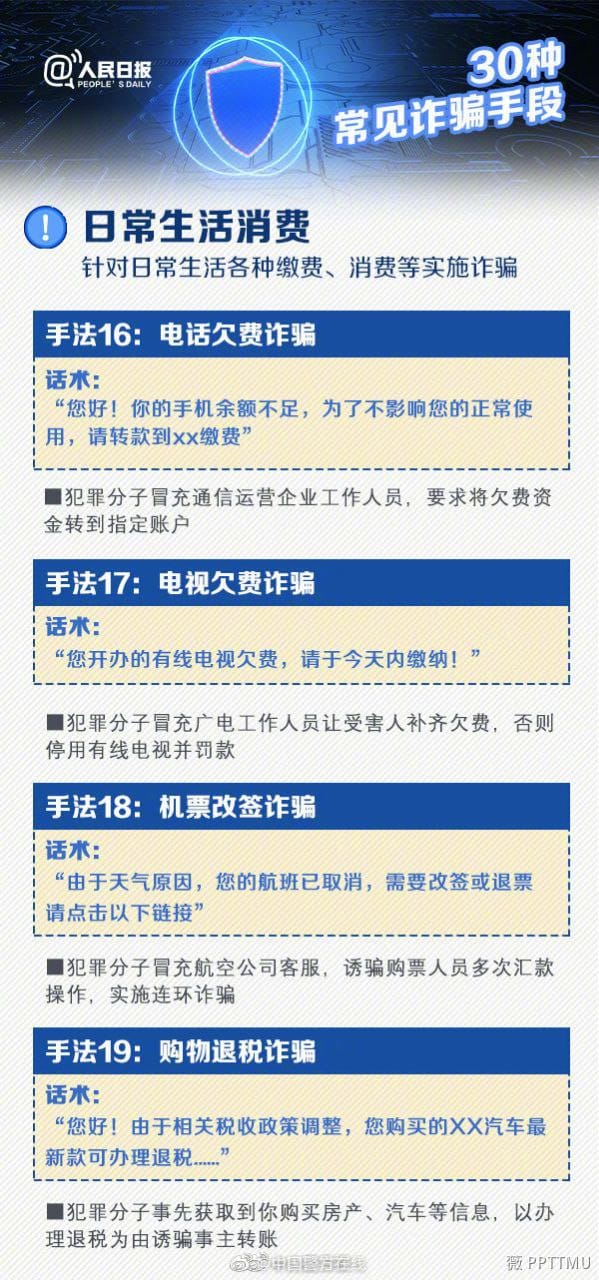 @人民日报
PEOPLE'S DAILY
30种
常见诈骗手段
!
日常生活消费
针对日常生活各种缴费、消费等实施诈骗
手法16：电话欠费诈骗
话术：
“您好！你的手机余额不足，为了不影响您的正常使
用，请转款到xx缴费”
■犯罪分子冒充通信运营企业工作人员，要求将欠费资
金转到指定账户
手法17：电视欠费诈骗
话术：
“您开办的有线电视欠费，请于今天内缴纳！”
■犯罪分子冒充广电工作人员让受害人补齐欠费，否则
停用有线电视并罚款
手法18：机票改签诈骗
话术：
“由于天气原因，您的航班已取消，需要改签或退票
请点击以下链接”
■犯罪分子冒充航空公司客服，诱骗购票人员多次汇款
操作，实施连环诈骗
手法19：购物退税诈骗
话术：
“您好！由于相关税收政策调整，您购买的XX汽车最
新款可办理退税......”
■犯罪分子事先获取到你购买房产、汽车等信息，以办
理退税为由诱骗事主转账
薇 PPTTMU